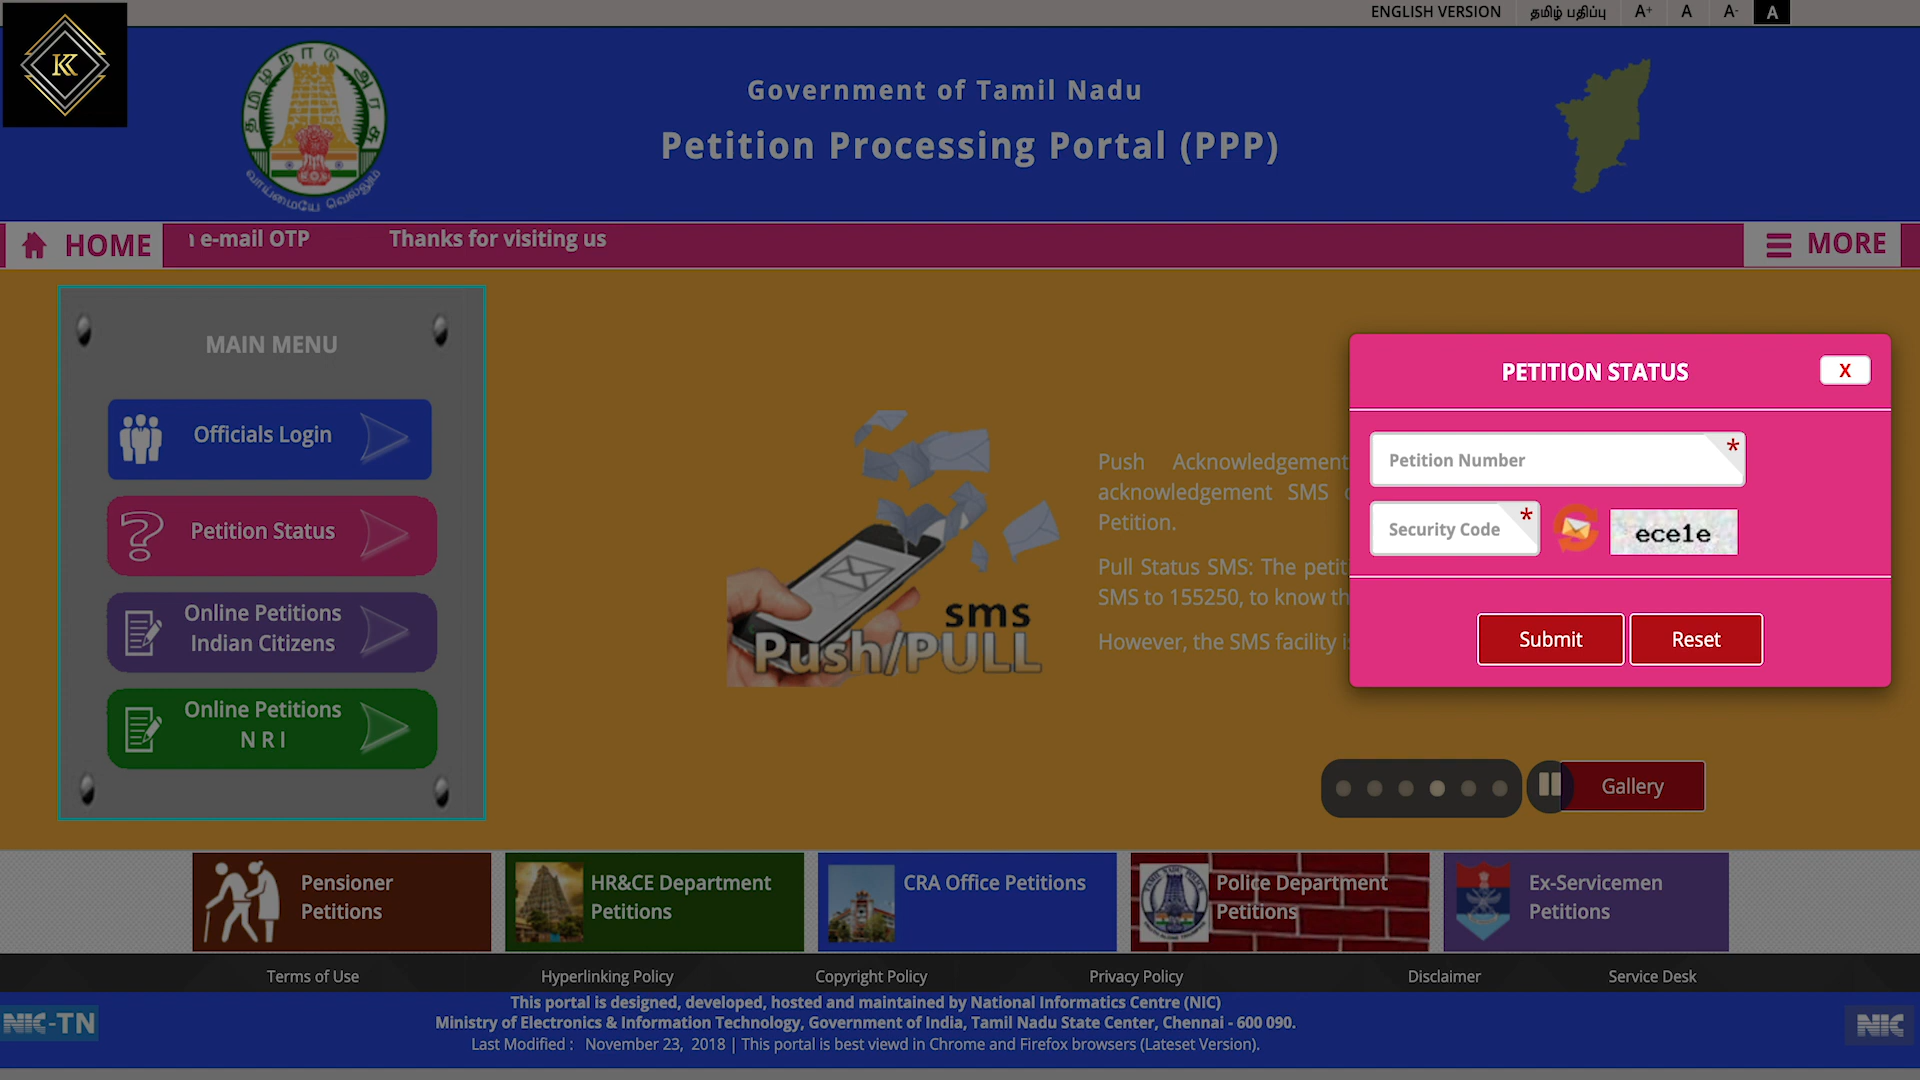 ENGLISH VERSION
தமிழ் பதிப்பு
A+
A
A-
A
Government of Tamil Nadu
Petition Processing Portal (PPP)
HOME
e-mail OTP
Thanks for visiting us
MORE
MAIN MENU
Officials Login
Petition Status
Online Petitions
Indian Citizens
Online Petitions
N R I
sms
Push/PULL
Push Acknowledgement
acknowledgement SMS
Petition.
Pull Status SMS: The
SMS to 155250, to know
However, the SMS facility
PETITION STATUS
X
Petition Number
*
Security Code
*
ece1e
Submit
Reset
Gallery
Pensioner
Petitions
HR&CE Department
Petitions
CRA Office Petitions
Police Department
Petitions
Ex-Servicemen
Petitions
Terms of Use
Hyperlinking Policy
Copyright Policy
Privacy Policy
Disclaimer
Service Desk
This portal is designed, developed, hosted and maintained by National Informatics Centre (NIC)
Ministry of Electronics & Information Technology, Government of India, Tamil Nadu State Center, Chennai - 600 090.
Last Modified : November 23, 2018 | This portal is best viewd in Chrome and Firefox browsers (Lateset Version).
NIC-TN
NIC